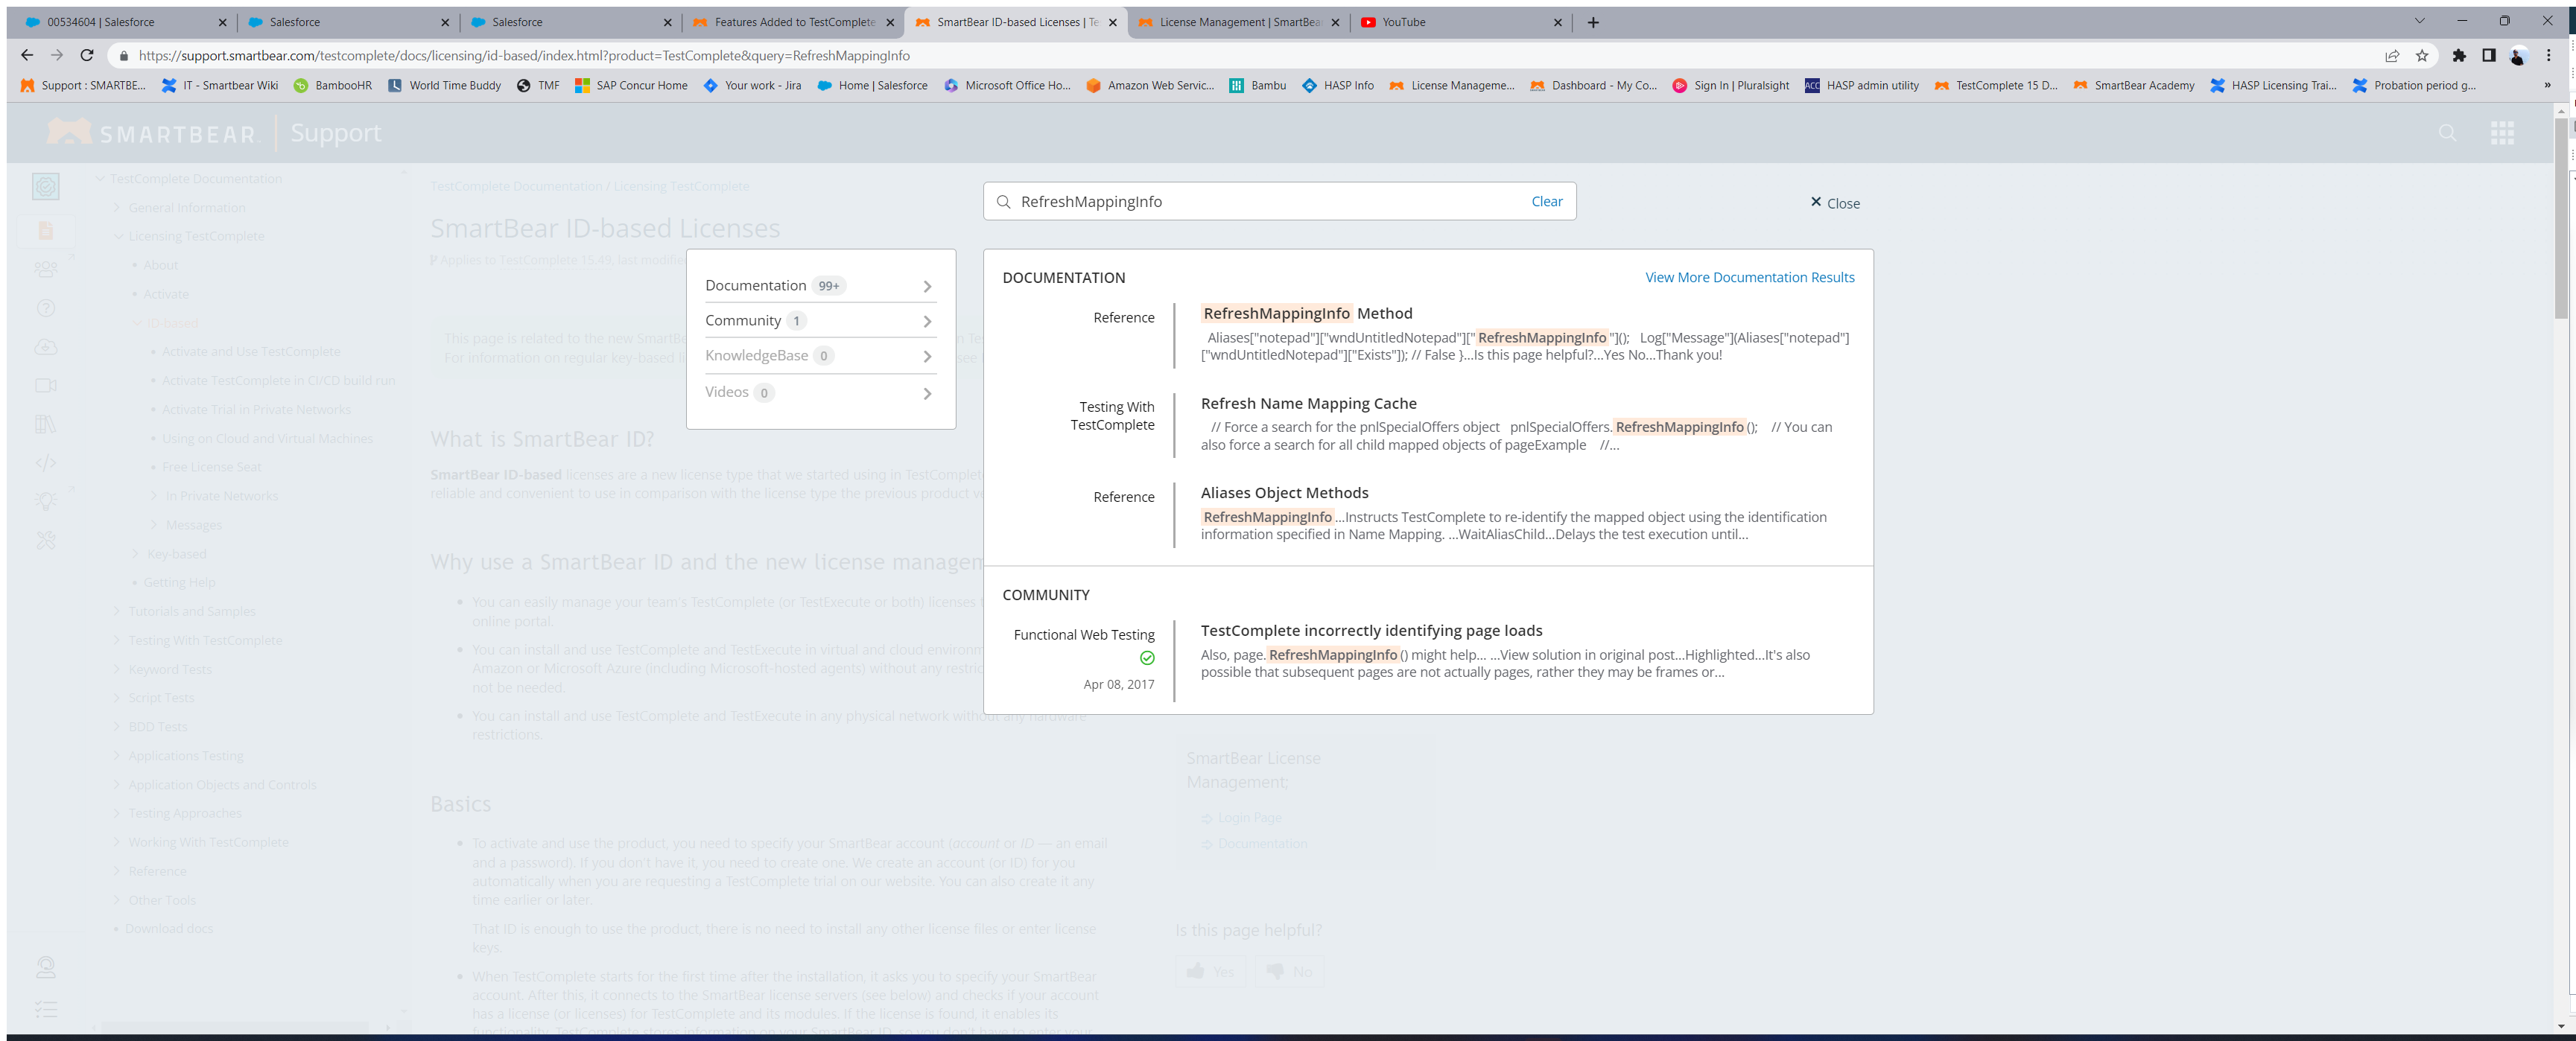 00534604 | Salesforce
Salesforce
Salesforce
Features Added to TestComplete
SmartBear ID-based Licenses | Te
License Management | SmartBea
YouTube
https://support.smartbear.com/testcomplete/docs/licensing/id-based/index.html?product=TestComplete&query=RefreshMappingInfo
Support : SMARTBE...
IT - Smartbear Wiki
BambooHR
World Time Buddy
TMF
SAP Concur Home
Your work - Jira
Home | Salesforce
Microsoft Office Ho...
Amazon Web Servic...
Bambu
HASP Info
License Manageme...
Dashboard - My Co...
Sign In | Pluralsight
ACC
HASP admin utility
TestComplete 15 D...
SmartBear Academy
HASP Licensing Trai...
Probation period g...
»
SMARTBEAR
Support
TestComplete Documentation
General Information
Licensing TestComplete
About
Activate
ID-based
Activate and Use TestComplete
Activate TestComplete in CI/CD build run
Activate Trial in Private Networks
Using on Cloud and Virtual Machines
Free License Seat
In Private Networks
Messages
Key-based
Getting Help
Tutorials and Samples
Testing With TestComplete
Keyword Tests
Script Tests
BDD Tests
Applications Testing
Application Objects and Controls
Testing Approaches
Working With TestComplete
Reference
Other Tools
Download docs
TestComplete Documentation / Licensing TestComplete
SmartBear ID-based Licenses
Applies to TestComplete 15.49, last modifie
This page is related to the new SmartBe
For information on regular key-based li
What is SmartBear ID?
SmartBear ID-based licenses are a new license type that we started using in TestComplete
reliable and convenient to use in comparison with the license type the previous product v
Why use a SmartBear ID and the new license managem
You can easily manage your team's TestComplete (or TestExecute or both) licenses
online portal.
You can install and use TestComplete and TestExecute in virtual and cloud environm
Amazon or Microsoft Azure (including Microsoft-hosted agents) without any restric
not be needed.
You can install and use TestComplete and TestExecute in any physical network without any hardware
restrictions.
Basics
To activate and use the product, you need to specify your SmartBear account (account or ID — an email
and a password). If you don't have it, you need to create one. We create an account (or ID) for you
automatically when you are requesting a TestComplete trial on our website. You can also create it any
time earlier or later.
That ID is enough to use the product, there is no need to install any other license files or enter license
keys.
When TestComplete starts for the first time after the installation, it asks you to specify your SmartBear
account. After this, it connects to the SmartBear license servers (see below) and checks if your account
has a license (or licenses) for TestComplete and its modules. If the license is found, it enables its
functionality. TestComplete stores information on your SmartBear ID, so you don't have to enter your
RefreshMappingInfo
Clear
Close
Documentation 99+
Community 1
KnowledgeBase 0
Videos 0
DOCUMENTATION
View More Documentation Results
Reference
RefreshMappingInfo Method
Aliases["notepad"]["wndUntitledNotepad"]["RefreshMappingInfo"](); Log["Message"](Aliases["notepad"]
["wndUntitledNotepad"]["Exists"]); // False }...Is this page helpful?...Yes No...Thank you!
Testing With
TestComplete
Refresh Name Mapping Cache
// Force a search for the pnlSpecialOffers object pnlSpecialOffers.RefreshMappingInfo(); // You can
also force a search for all child mapped objects of pageExample //...
Reference
Aliases Object Methods
RefreshMappingInfo...Instructs TestComplete to re-identify the mapped object using the identification
information specified in Name Mapping. ...WaitAliasChild...Delays the test execution until...
COMMUNITY
Functional Web Testing
Apr 08, 2017
TestComplete incorrectly identifying page loads
Also, page.RefreshMappingInfo() might help... ...View solution in original post...Highlighted...It's also
possible that subsequent pages are not actually pages, rather they may be frames or...
SmartBear License
Management:
Login Page
Documentation
Is this page helpful?
Yes
No